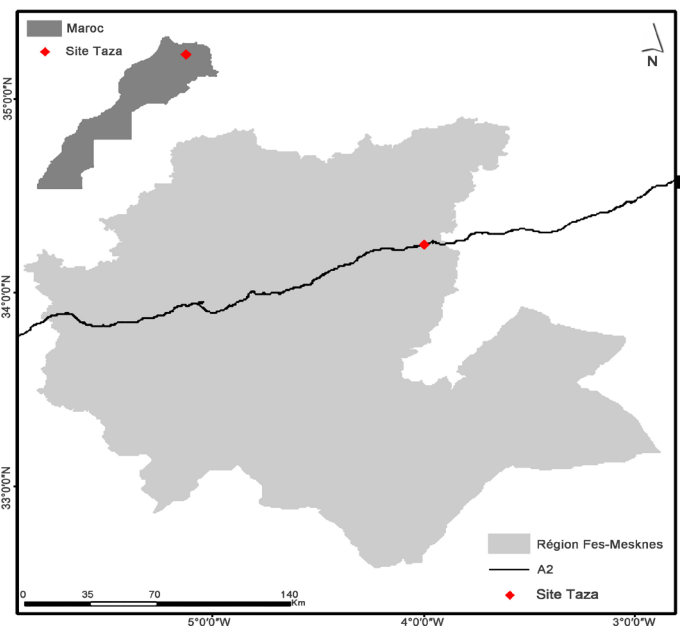 Maroc
Site Taza
N
35°0'0"N
34°0'0"N
33°0'0"N
Région Fes-Mesknes
A2
Site Taza
0 35 70 140
Km
5°0'0"W 4°0'0"W 3°0'0"W